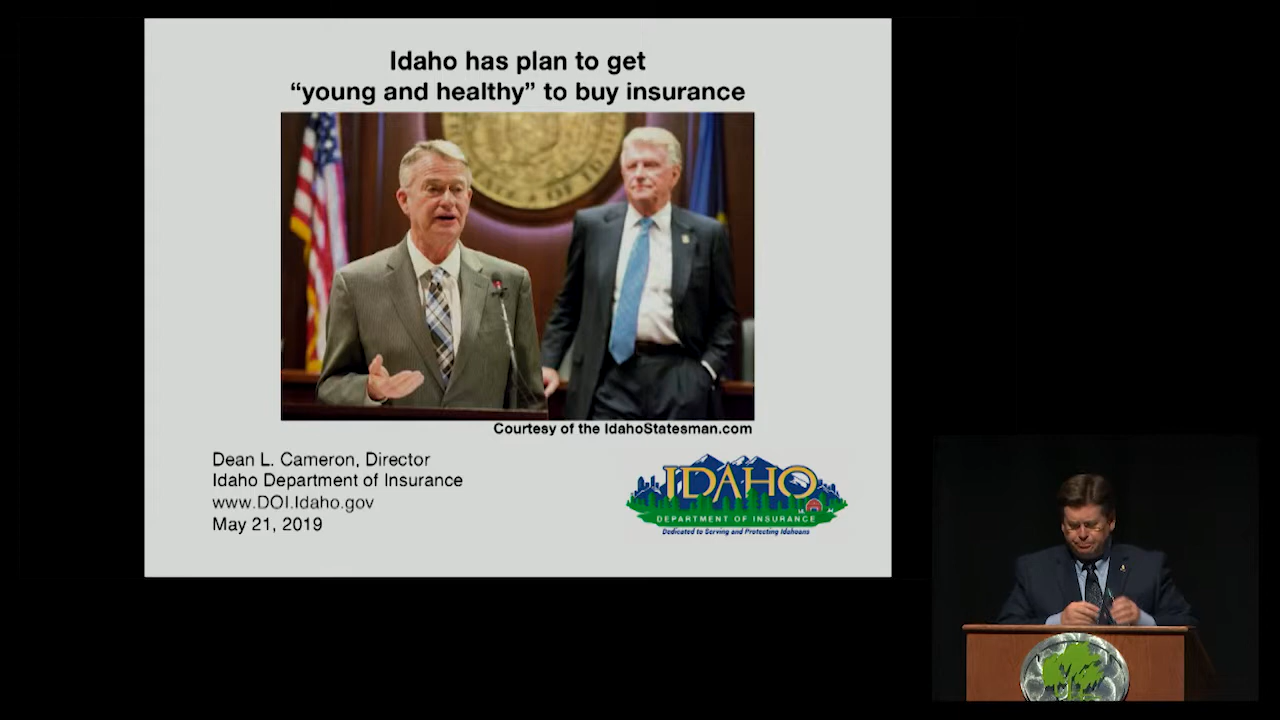 Idaho has plan to get
“young and healthy” to buy insurance
Courtesy of the IdahoStatesman.com
Dean L. Cameron, Director
Idaho Department of Insurance
www.DOI.Idaho.gov
May 21, 2019
IDAHO
DEPARTMENT OF INSURANCE
Dedicated to Serving and Protecting Idahoans